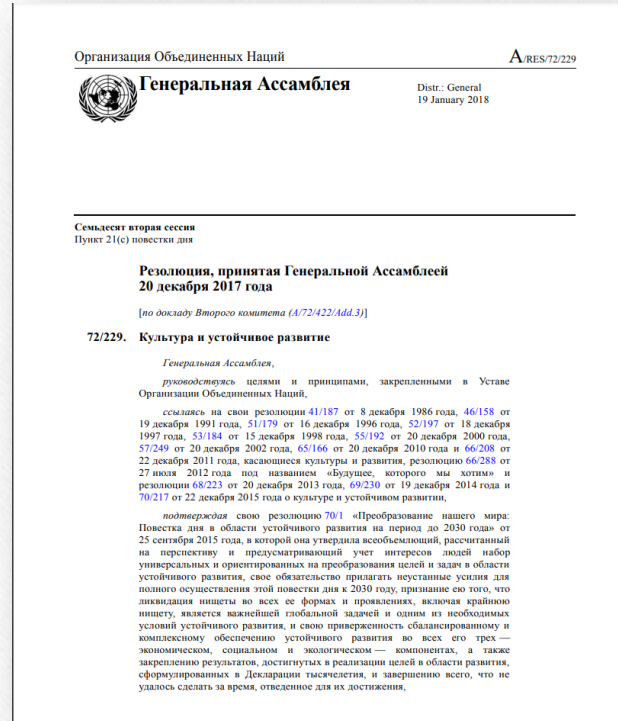 Организация Объединенных Наций
A/RES/72/229
Генеральная Ассамблея
Distr.: General
19 January 2018
Семьдесят вторая сессия
Пункт 21(c) повестки дня
Резолюция, принятая Генеральной Ассамблеей
20 декабря 2017 года
[по докладу Второго комитета (A/72/422/Add.3)]
72/229. Культура и устойчивое развитие
Генеральная Ассамблея,
руководствуясь целями и принципами, закрепленными в Уставе
Организации Объединенных Наций,
ссылаясь на свои резолюции 41/187 от 8 декабря 1986 года, 46/158 от
19 декабря 1991 года, 51/179 от 16 декабря 1996 года, 52/197 от 18 декабря
1997 года, 53/184 от 15 декабря 1998 года, 55/192 от 20 декабря 2000 года,
57/249 от 20 декабря 2002 года, 65/166 от 20 декабря 2010 года и 66/208 от
22 декабря 2011 года, касающиеся культуры и развития, резолюцию 66/288 от
27 июля 2012 года под названием «Будущее, которого мы хотим» и
резолюции 68/223 от 20 декабря 2013 года, 69/230 от 19 декабря 2014 года и
70/217 от 22 декабря 2015 года о культуре и устойчивом развитии,
подтверждая свою резолюцию 70/1 «Преобразование нашего мира:
Повестка дня в области устойчивого развития на период до 2030 года» от
25 сентября 2015 года, в которой она утвердила всеобъемлющий, рассчитанный
на перспективу и предусматривающий учет интересов людей набор
универсальных и ориентированных на преобразования целей и задач в области
устойчивого развития, свое обязательство прилагать неустанные усилия для
полного осуществления этой повестки дня к 2030 году, признание ею того, что
ликвидация нищеты во всех ее формах и проявлениях, включая крайнюю
нищету, является важнейшей глобальной задачей и одним из необходимых
условий устойчивого развития, и свою приверженность сбалансированному и
комплексному обеспечению устойчивого развития во всех его трех —
экономическом, социальном и экологическом — компонентах, а также
закреплению результатов, достигнутых в реализации целей в области развития,
сформулированных в Декларации тысячелетия, и завершению всего, что не
удалось сделать за время, отведенное для их достижения,